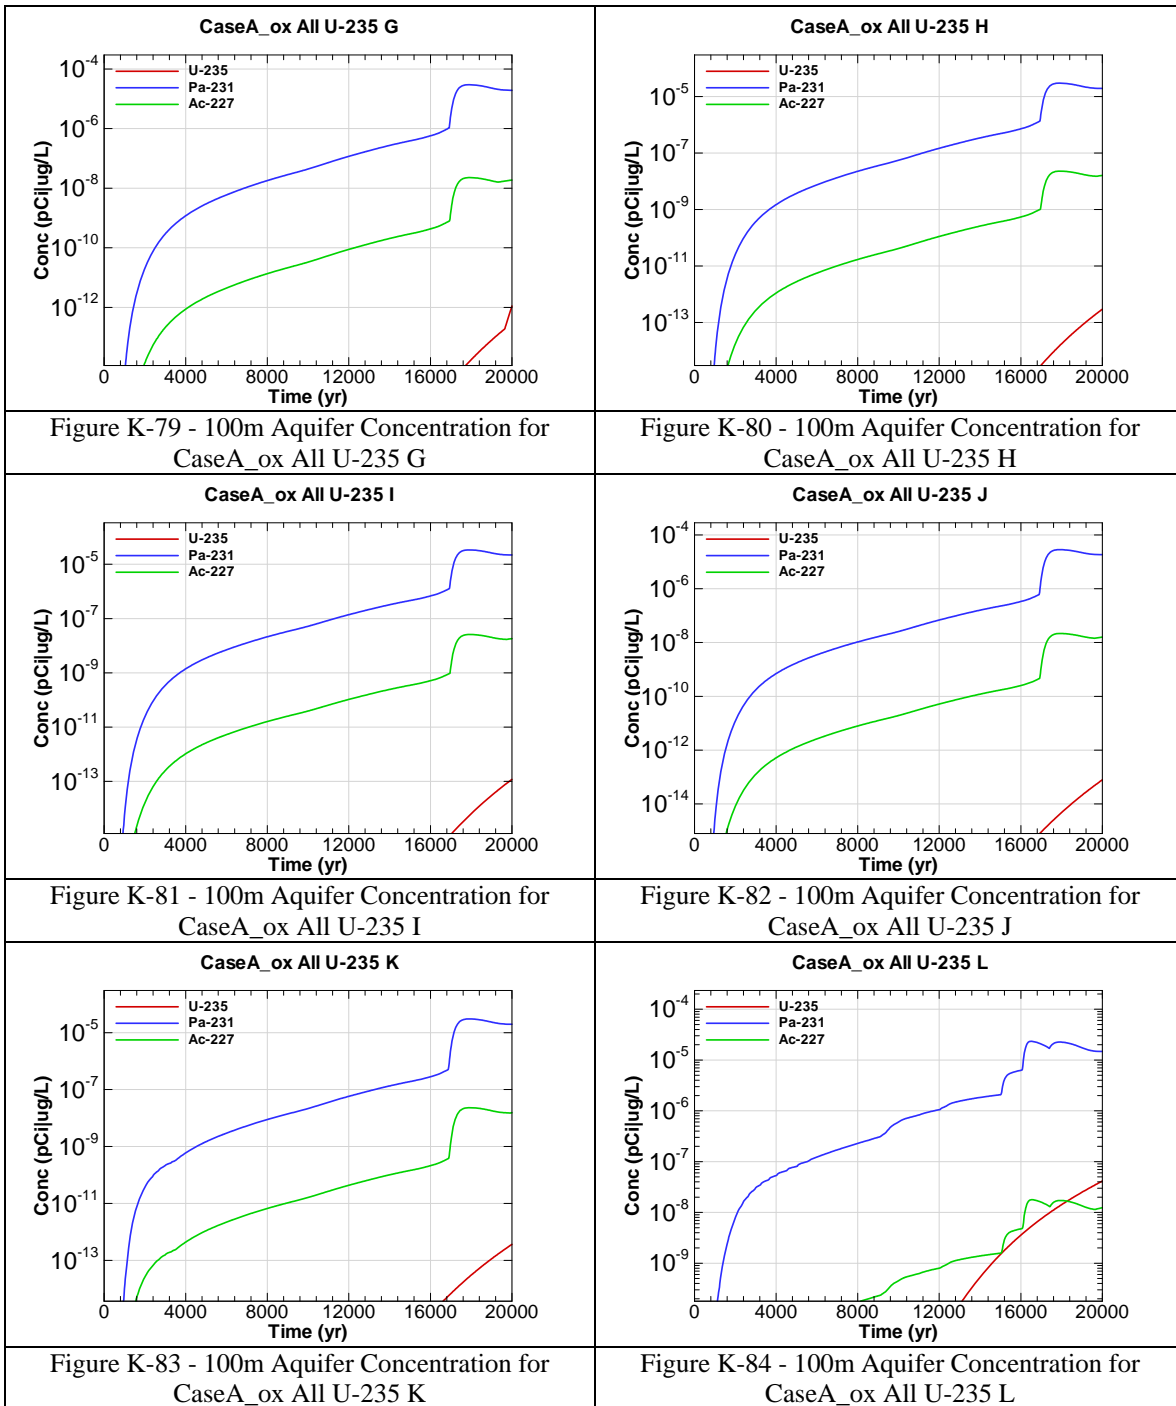 CaseA_ox All U-235 G
Conc (pCi|ug/L)
10-4
10-6
10-8
10-10
10-12
U-235
Pa-231
Ac-227
0 4000 8000 12000 16000 20000
Time (yr)
Figure K-79 - 100m Aquifer Concentration for
CaseA_ox All U-235 G
CaseA_ox All U-235 H
Conc (pCi|ug/L)
10-5
10-7
10-9
10-11
10-13
U-235
Pa-231
Ac-227
0 4000 8000 12000 16000 20000
Time (yr)
Figure K-80 - 100m Aquifer Concentration for
CaseA_ox All U-235 H
CaseA_ox All U-235 I
Conc (pCi|ug/L)
10-5
10-7
10-9
10-11
10-13
U-235
Pa-231
Ac-227
0 4000 8000 12000 16000 20000
Time (yr)
Figure K-81 - 100m Aquifer Concentration for
CaseA_ox All U-235 I
CaseA_ox All U-235 J
Conc (pCi|ug/L)
10-4
10-6
10-8
10-10
10-12
10-14
U-235
Pa-231
Ac-227
0 4000 8000 12000 16000 20000
Time (yr)
Figure K-82 - 100m Aquifer Concentration for
CaseA_ox All U-235 J
CaseA_ox All U-235 K
Conc (pCi|ug/L)
10-5
10-7
10-9
10-11
10-13
U-235
Pa-231
Ac-227
0 4000 8000 12000 16000 20000
Time (yr)
Figure K-83 - 100m Aquifer Concentration for
CaseA_ox All U-235 K
CaseA_ox All U-235 L
Conc (pCi|ug/L)
10-4
10-5
10-6
10-7
10-8
10-9
U-235
Pa-231
Ac-227
0 4000 8000 12000 16000 20000
Time (yr)
Figure K-84 - 100m Aquifer Concentration for
CaseA_ox All U-235 L